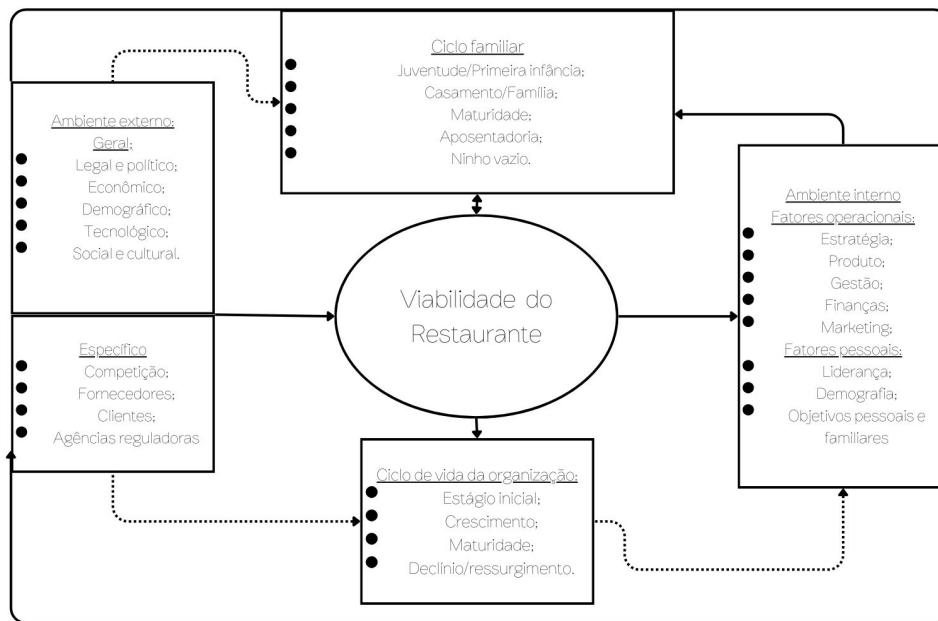 Ciclo familiar
Juventude/Primeira infância;
Casamento/Família;
Maturidade;
Aposentadoria;
Ninho vazio.
Ambiente externo:
Geral;
Legal e político;
Econômico;
Demográfico;
Tecnológico;
Social e cultural.
Específico
Competição;
Fornecedores;
Clientes;
Agências reguladoras
Viabilidade do
Restaurante
Ambiente interno
Fatores operacionais:
Estratégia;
Produto;
Gestão;
Finanças;
Marketing;
Fatores pessoais:
Liderança;
Demografia;
Objetivos pessoais e
familiares
Ciclo de vida da organização:
Estágio inicial;
Crescimento;
Maturidade;
Declínio/ressurgimento.